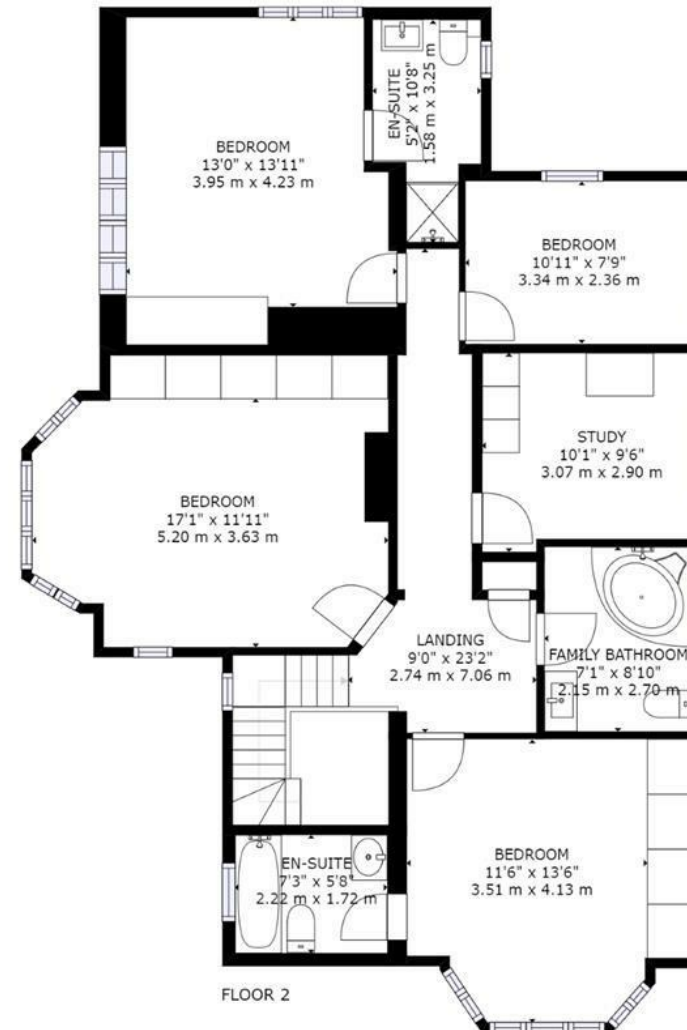 BEDROOM
13'0" x 13'11"
3.95 m x 4.23 m
EN-SUITE
5'2" x 10'8"
1.58 m x 3.25 m
BEDROOM
10'11" x 7'9"
3.34 m x 2.36 m
STUDY
10'1" x 9'6"
3.07 m x 2.90 m
BEDROOM
17'1" x 11'11"
5.20 m x 3.63 m
LANDING
9'0" x 23'2"
2.74 m x 7.06 m
FAMILY BATHROOM
7'1" x 8'10"
2.15 m x 2.70 m
EN-SUITE
7'3" x 5'8"
2.22 m x 1.72 m
BEDROOM
11'6" x 13'6"
3.51 m x 4.13 m
FLOOR 2